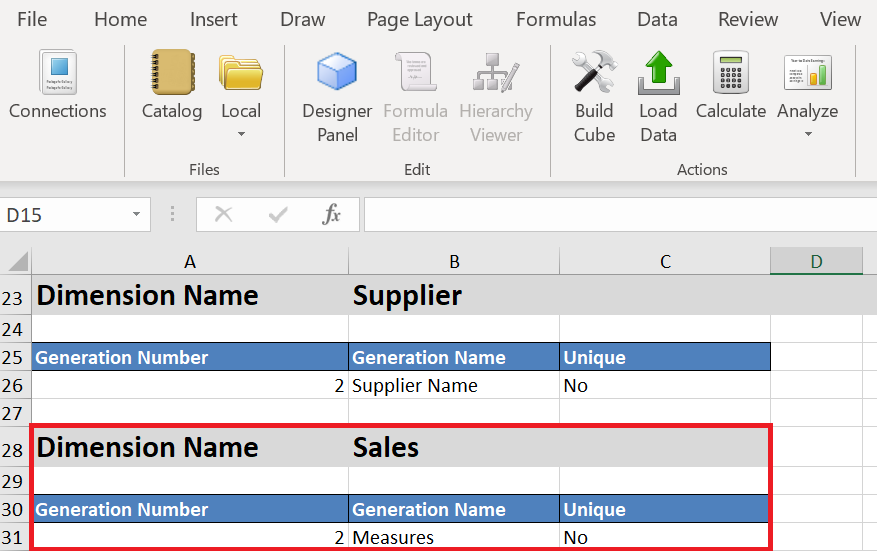 File Home Insert Draw Page Layout Formulas Data Review View
Connections Catalog Local Designer Panel Formula Editor Hierarchy Viewer Build Cube Load Data Calculate Analyze
Files Edit Actions
D15 fx
A B C D
23 Dimension Name Supplier
24
25 Generation Number Generation Name Unique
26 2 Supplier Name No
27
28 Dimension Name Sales
29
30 Generation Number Generation Name Unique
31 2 Measures No